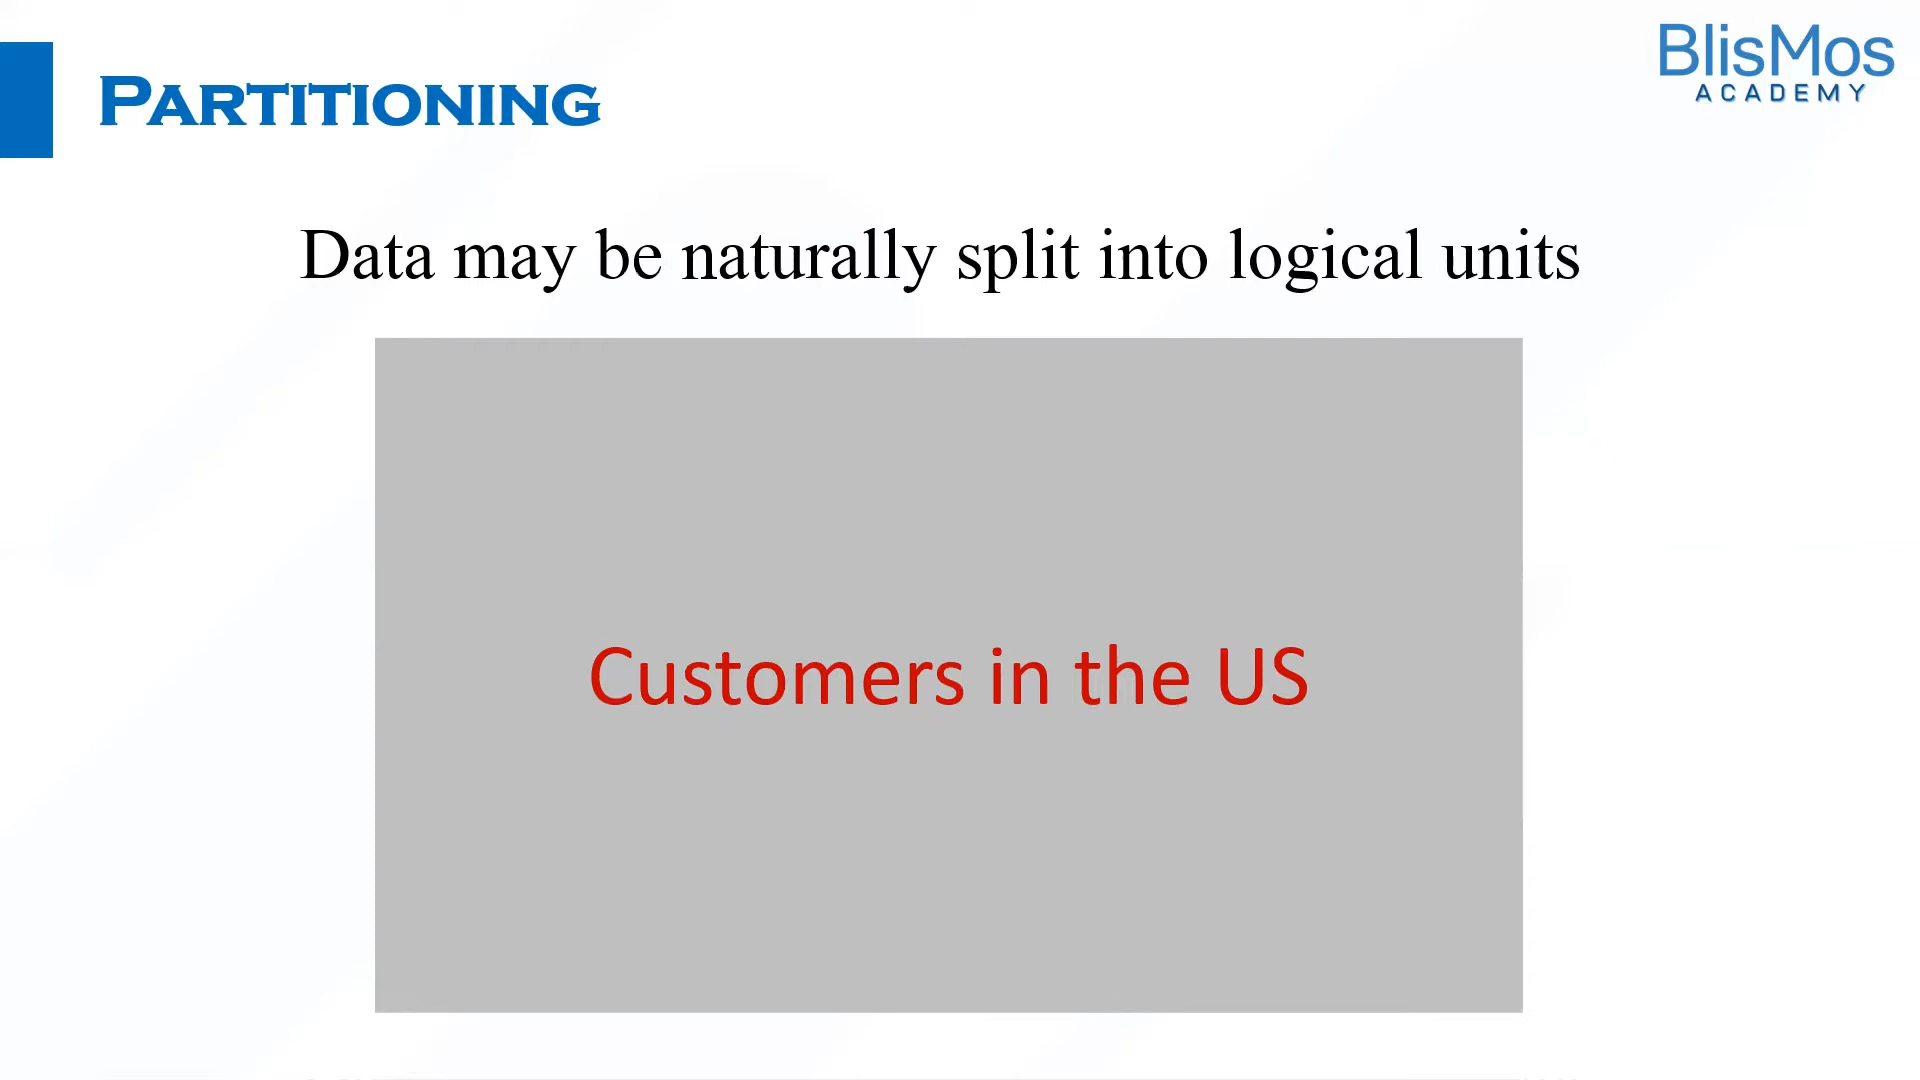 BlisMos
ACADEMY
PARTITIONING
Data may be naturally split into logical units
Customers in the US